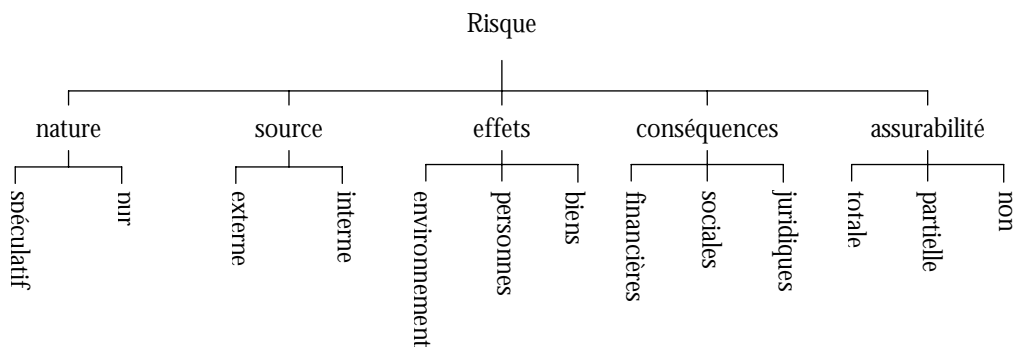 Risque
nature
source
effets
conséquences
assurabilité
spéculatif
pur
externe
interne
environnement
personnes
biens
financières
sociales
juridiques
totale
partielle
non